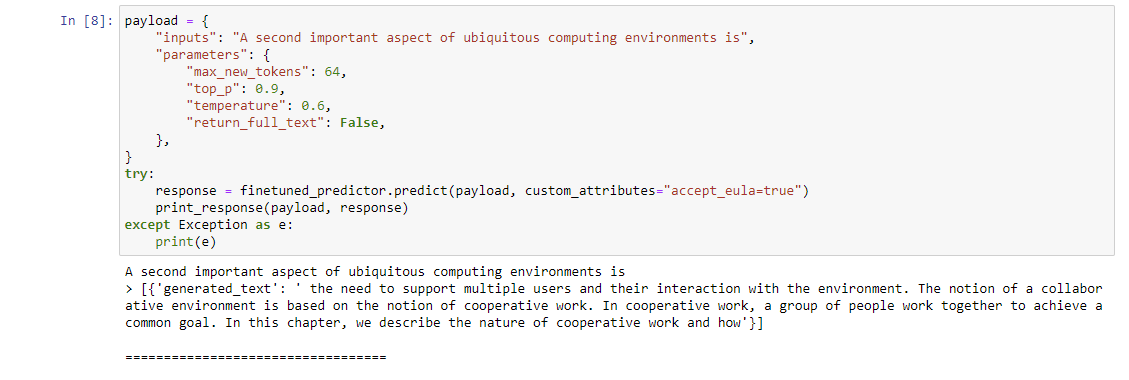 In [8]: payload = {
    "inputs": "A second important aspect of ubiquitous computing environments is",
    "parameters": {
        "max_new_tokens": 64,
        "top_p": 0.9,
        "temperature": 0.6,
        "return_full_text": False,
    },
}
try:
    response = finetuned_predictor.predict(payload, custom_attributes="accept_eula=true")
    print_response(payload, response)
except Exception as e:
    print(e)
A second important aspect of ubiquitous computing environments is
> [{'generated_text': ' the need to support multiple users and their interaction with the environment. The notion of a collabor
ative environment is based on the notion of cooperative work. In cooperative work, a group of people work together to achieve a
common goal. In this chapter, we describe the nature of cooperative work and how'}]
==================================